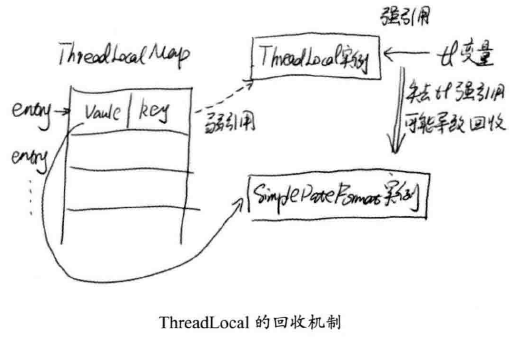 强引用
ThreadLocalMap
ThreadLocal实例
tl变量
entry
Vaule
key
弱引用
失去tl强引用
可能导致回收
entry
SimpleDateFormat实例
ThreadLocal 的回收机制